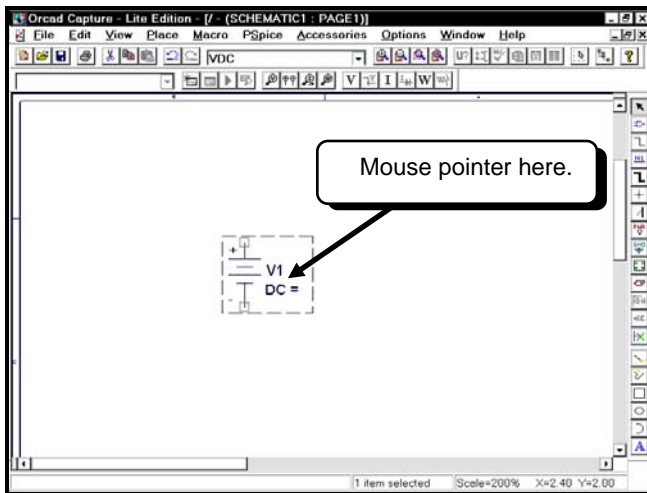 Orcad Capture - Lite Edition - [/ - (SCHEMATIC1 : PAGE1)]
File Edit View Place Macro PSpice Accessories Options Window Help
VDC U?
V I W
Mouse pointer here.
+
V1
DC =
-
1 item selected Scale=200% X=2.40 Y=2.00
A